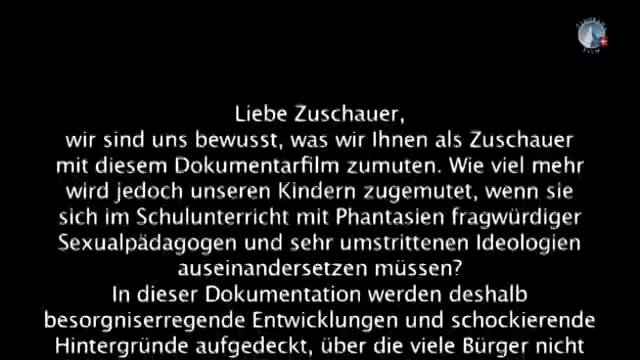 Liebe Zuschauer,
wir sind uns bewusst, was wir Ihnen als Zuschauer
mit diesem Dokumentarfilm zumuten. Wie viel mehr
wird jedoch unseren Kindern zugemutet, wenn sie
sich im Schulunterricht mit Phantasien fragwürdiger
Sexualpädagogen und sehr umstrittenen Ideologien
auseinandersetzen müssen?
In dieser Dokumentation werden deshalb
besorgniserregende Entwicklungen und schockierende
Hintergründe aufgedeckt, über die viele Bürger nicht